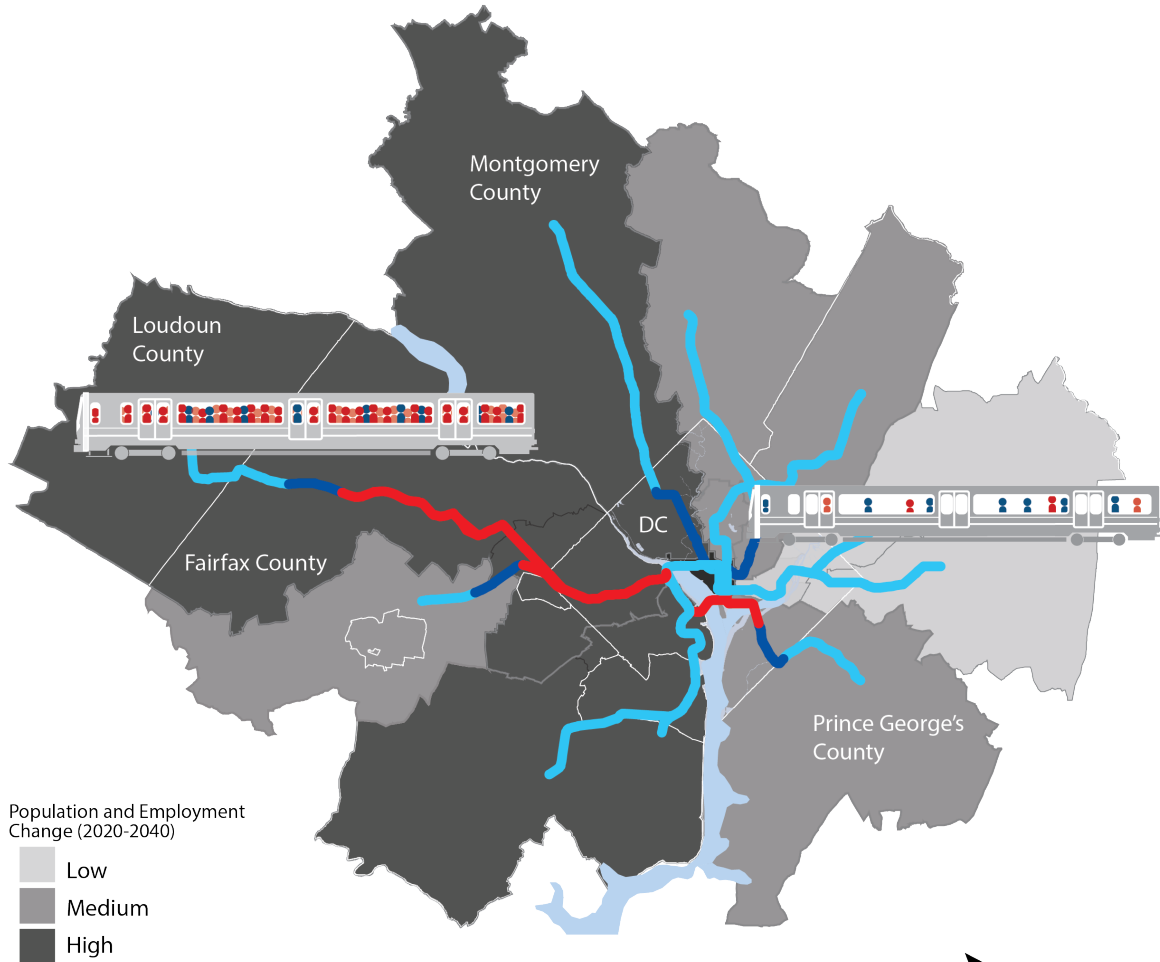 Montgomery
County
Loudoun
County
DC
Fairfax County
Prince George's
County
Population and Employment
Change (2020-2040)
Low
Medium
High